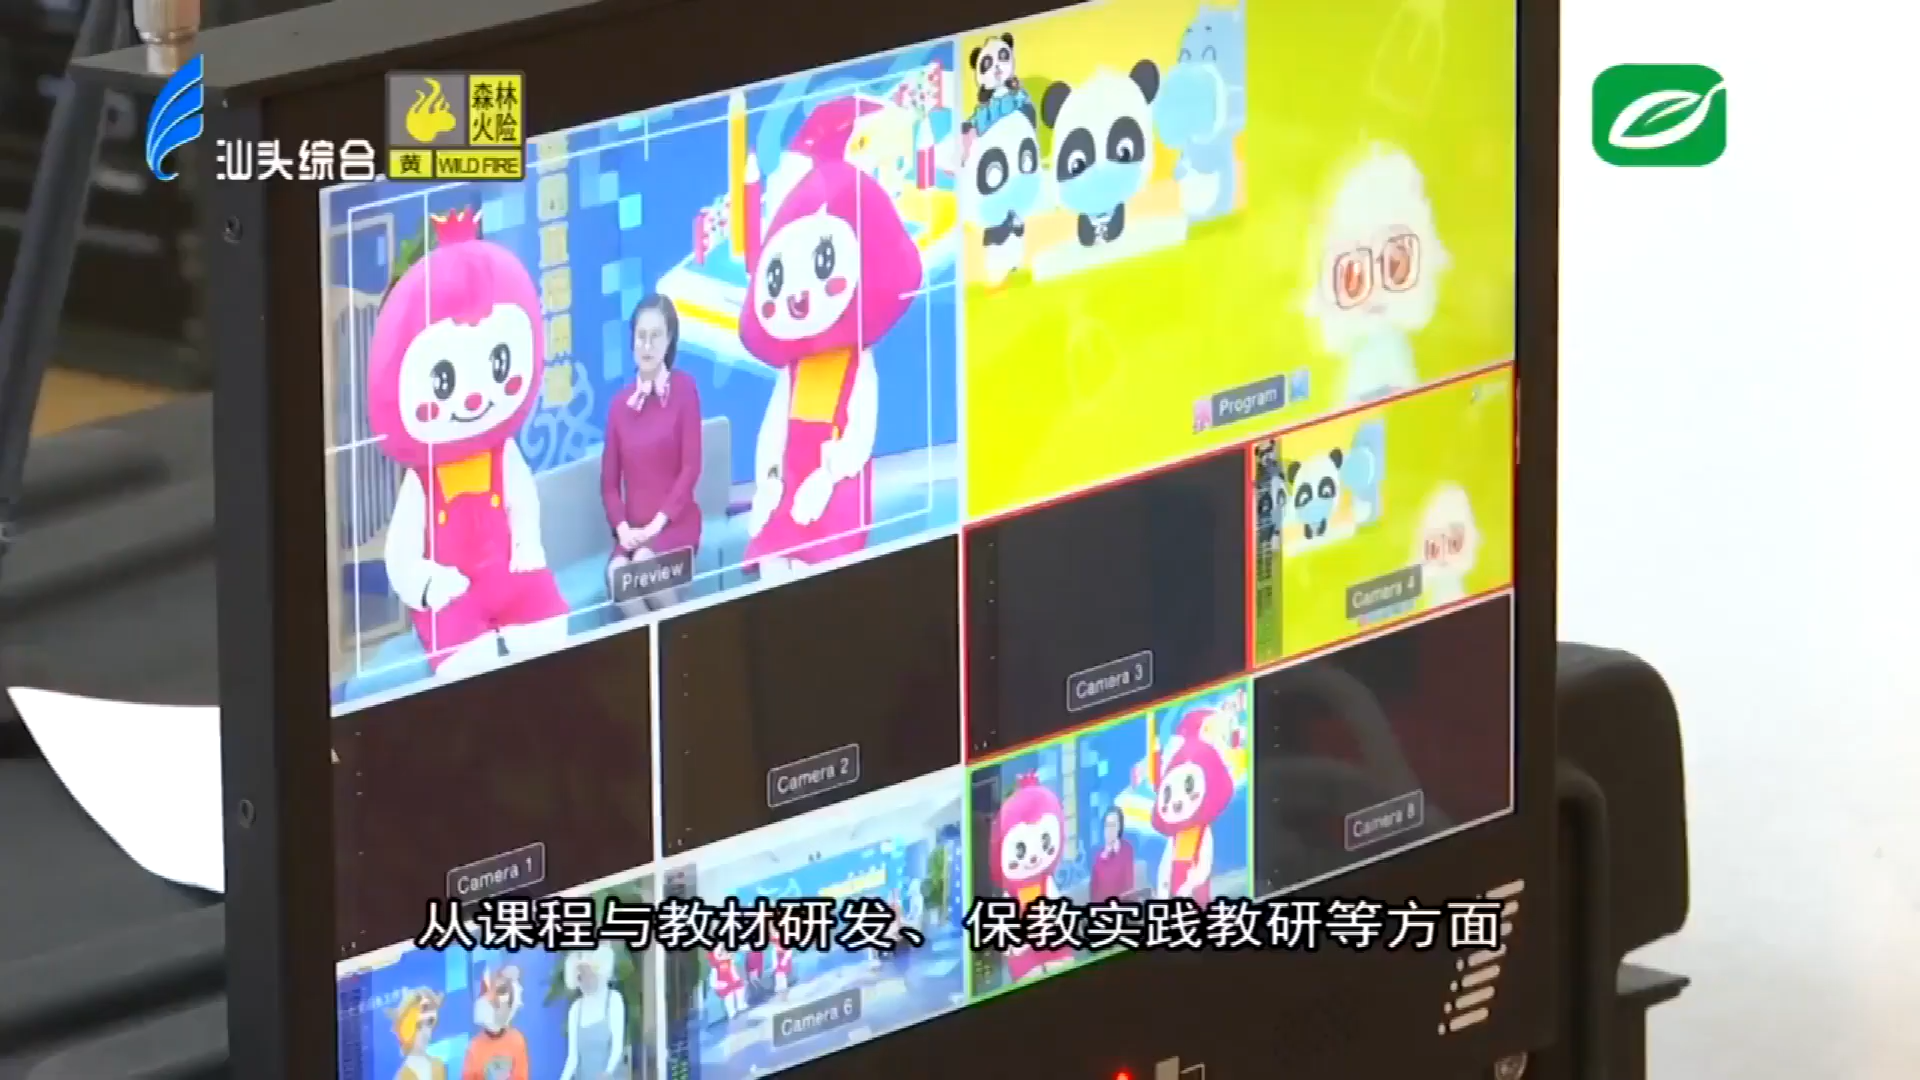 汕头综合
森林
火险
黄 WILD FIRE
Program
Preview
Camera 4
Camera 3
Camera 2
Camera 8
Camera 1
从课程与教材研发、保教实践教研等方面
Camera 6